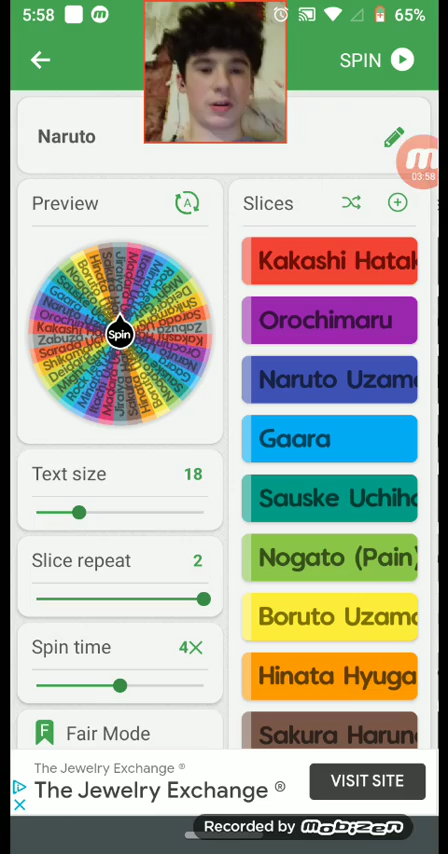 5:58
65%
SPIN
Naruto
03:58
Preview
Slices
Spin
Kakashi Hatak
Orochimaru
Naruto Uzam
Gaara
Sauske Uchih
Nogato (Pain)
Boruto Uzam
Hinata Hyuga
Sakura Harun
Text size 18
Slice repeat 2
Spin time 4X
F Fair Mode
The Jewelry Exchange ®
The Jewelry Exchange ®
VISIT SITE
Recorded by mobizen